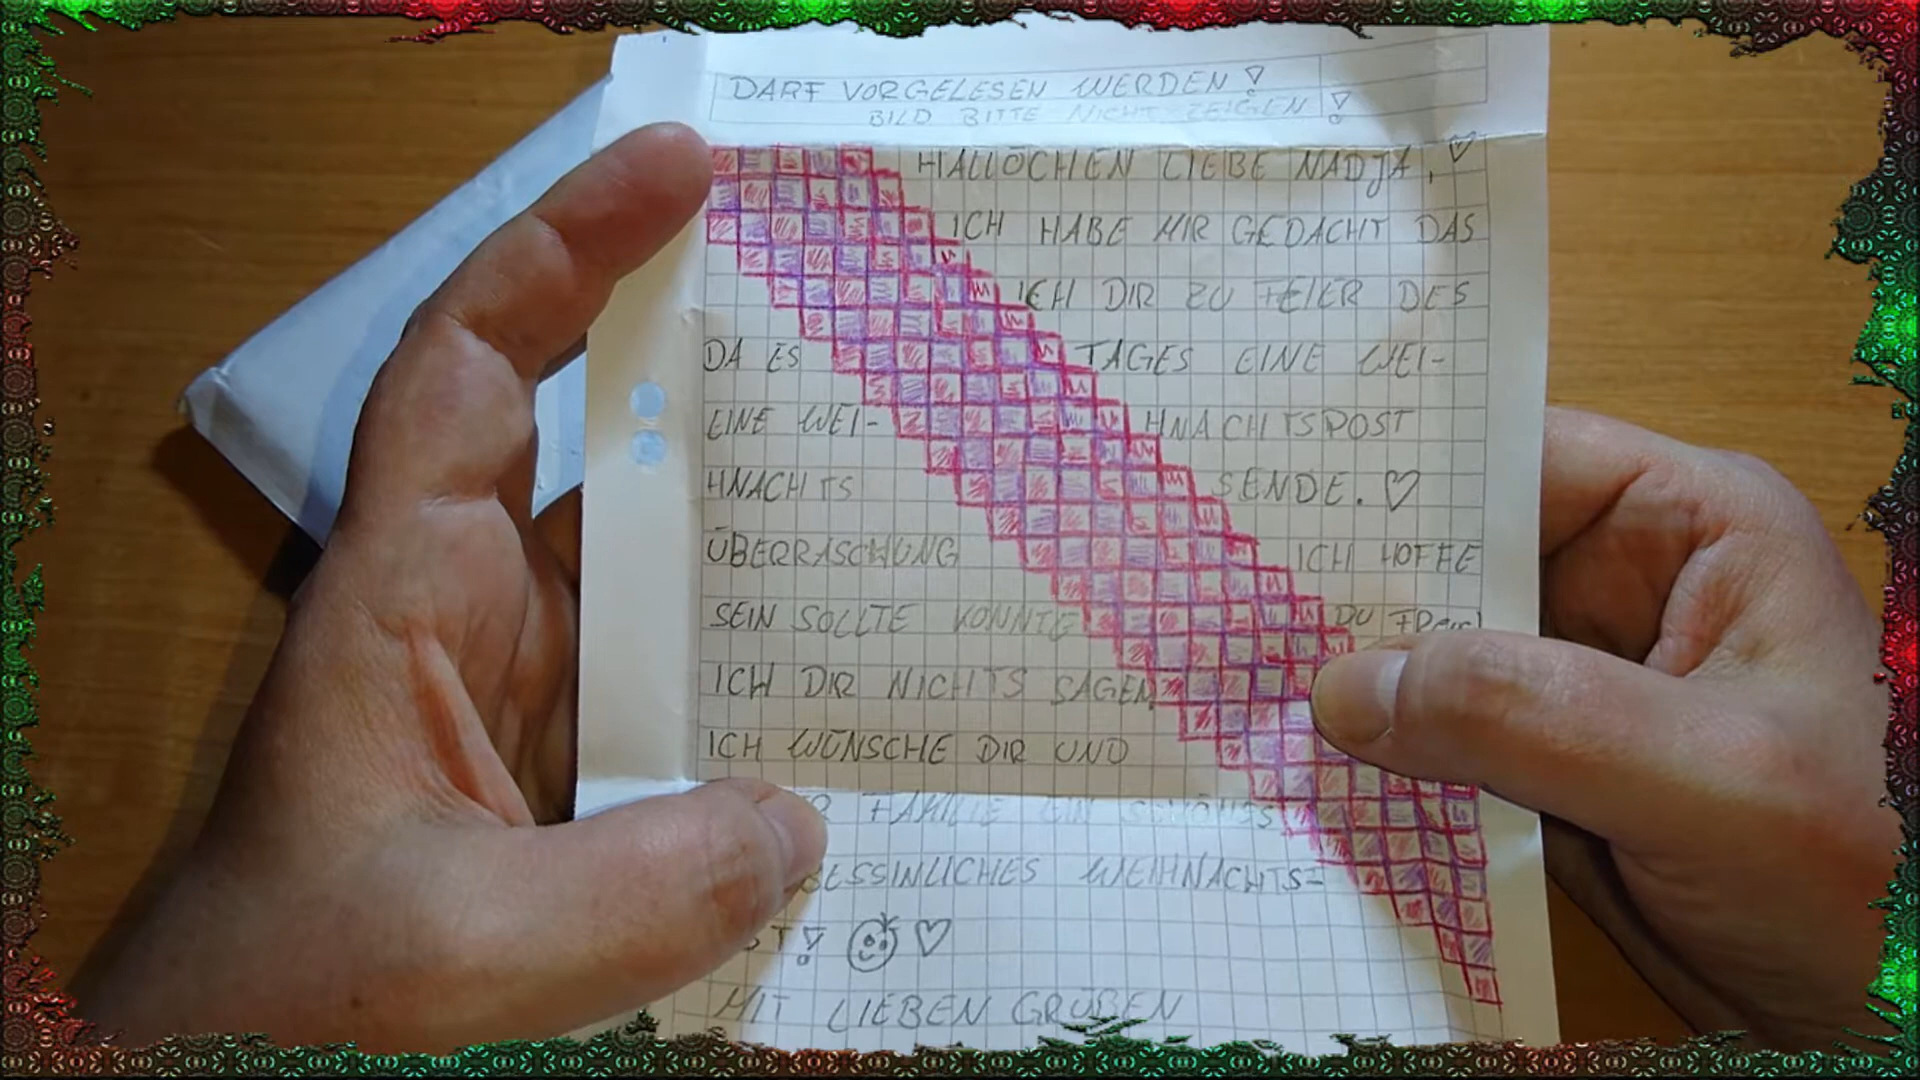 DARF VORGELESEN WERDEN!
BILD BITTE NICHT ZEIGEN!
HALLÖCHEN LIEBE NADJA, ♡
ICH HABE MIR GEDACHT DAS
ICH DIR ZU FEIER DES
TAGES EINE WEI-
HNACHTSPOST
SENDE. ♡
ICH HOFFE
DU
DA ES
EINE WEI-
HNACHTS
ÜBERRASCHUNG
SEIN SOLLTE KONNTE
ICH DIR NICHTS SAGEN
ICH WÜNSCHE DIR UND
FAMILIE EIN SCHÖNES
BESSINLICHES WEIHNACHTS-
ST! ♡
MIT LIEBEN GRÜßEN